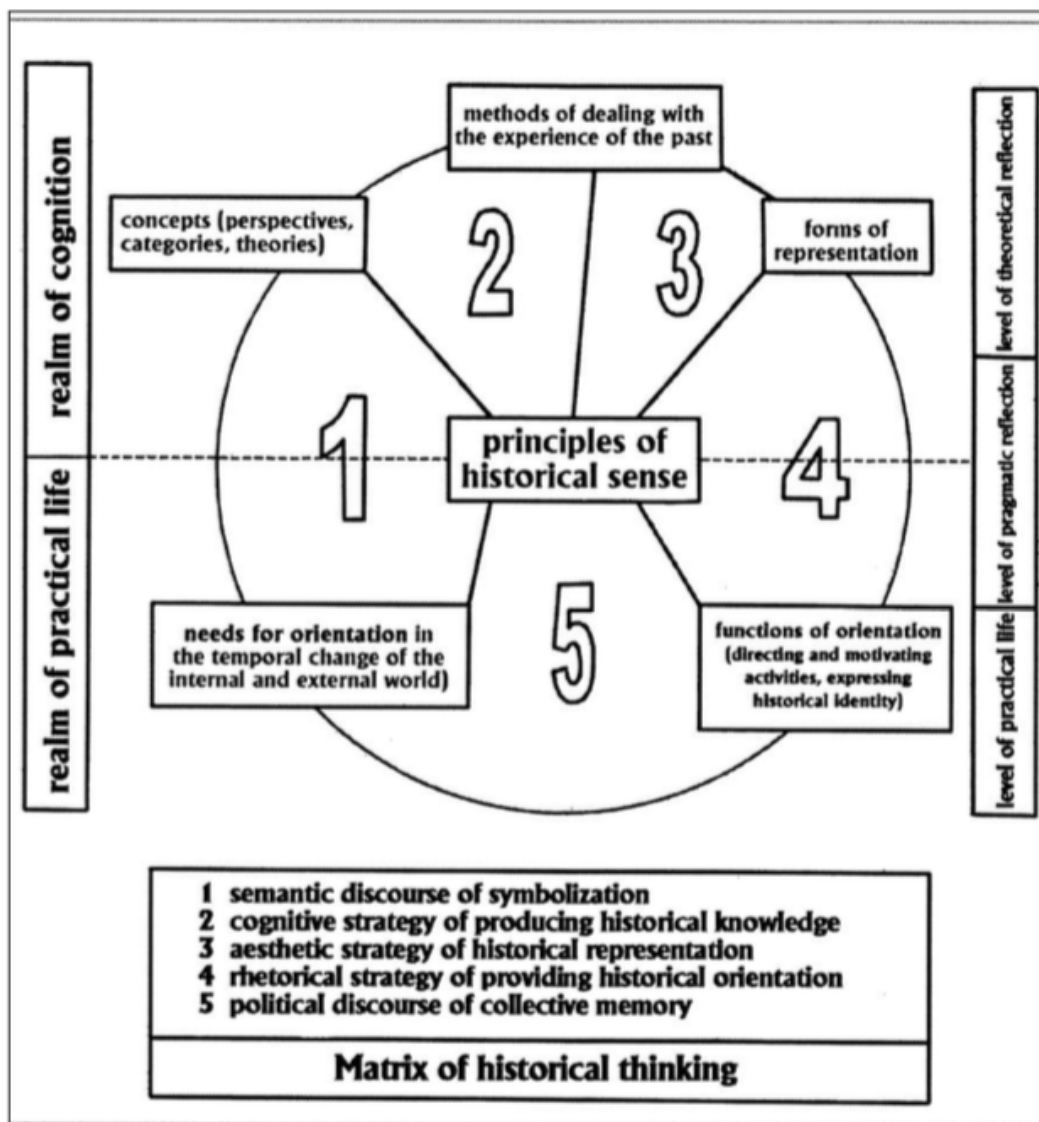 realm of cognition
realm of practical life
methods of dealing with
the experience of the past
concepts (perspectives,
categories, theories)
2
3
forms of
representation
1
principles of
historical sense
4
needs for orientation in
the temporal change of the
internal and external world)
5
functions of orientation
(directing and motivating
activities, expressing
historical identity)
level of theoretical reflection
level of pragmatic reflection
level of practical life
1 semantic discourse of symbolization
2 cognitive strategy of producing historical knowledge
3 aesthetic strategy of historical representation
4 rhetorical strategy of providing historical orientation
5 political discourse of collective memory
Matrix of historical thinking